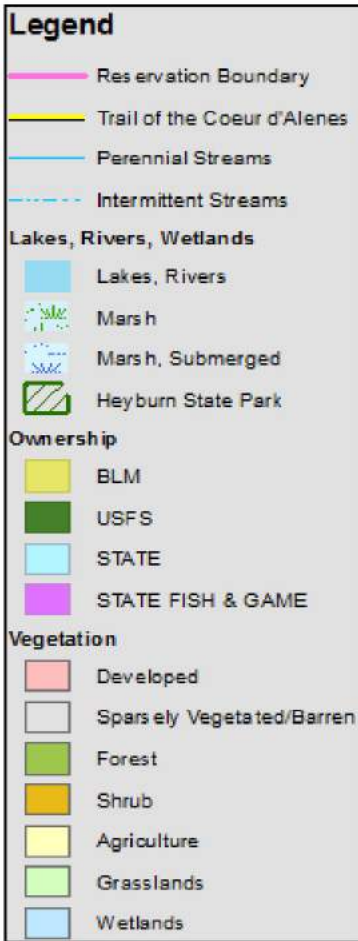 Legend
Reservation Boundary
Trail of the Coeur d'Alenes
Perennial Streams
Intermittent Streams
Lakes, Rivers, Wetlands
Lakes, Rivers
Marsh
Marsh, Submerged
Heyburn State Park
Ownership
BLM
USFS
STATE
STATE FISH & GAME
Vegetation
Developed
Sparsely Vegetated/Barren
Forest
Shrub
Agriculture
Grasslands
Wetlands